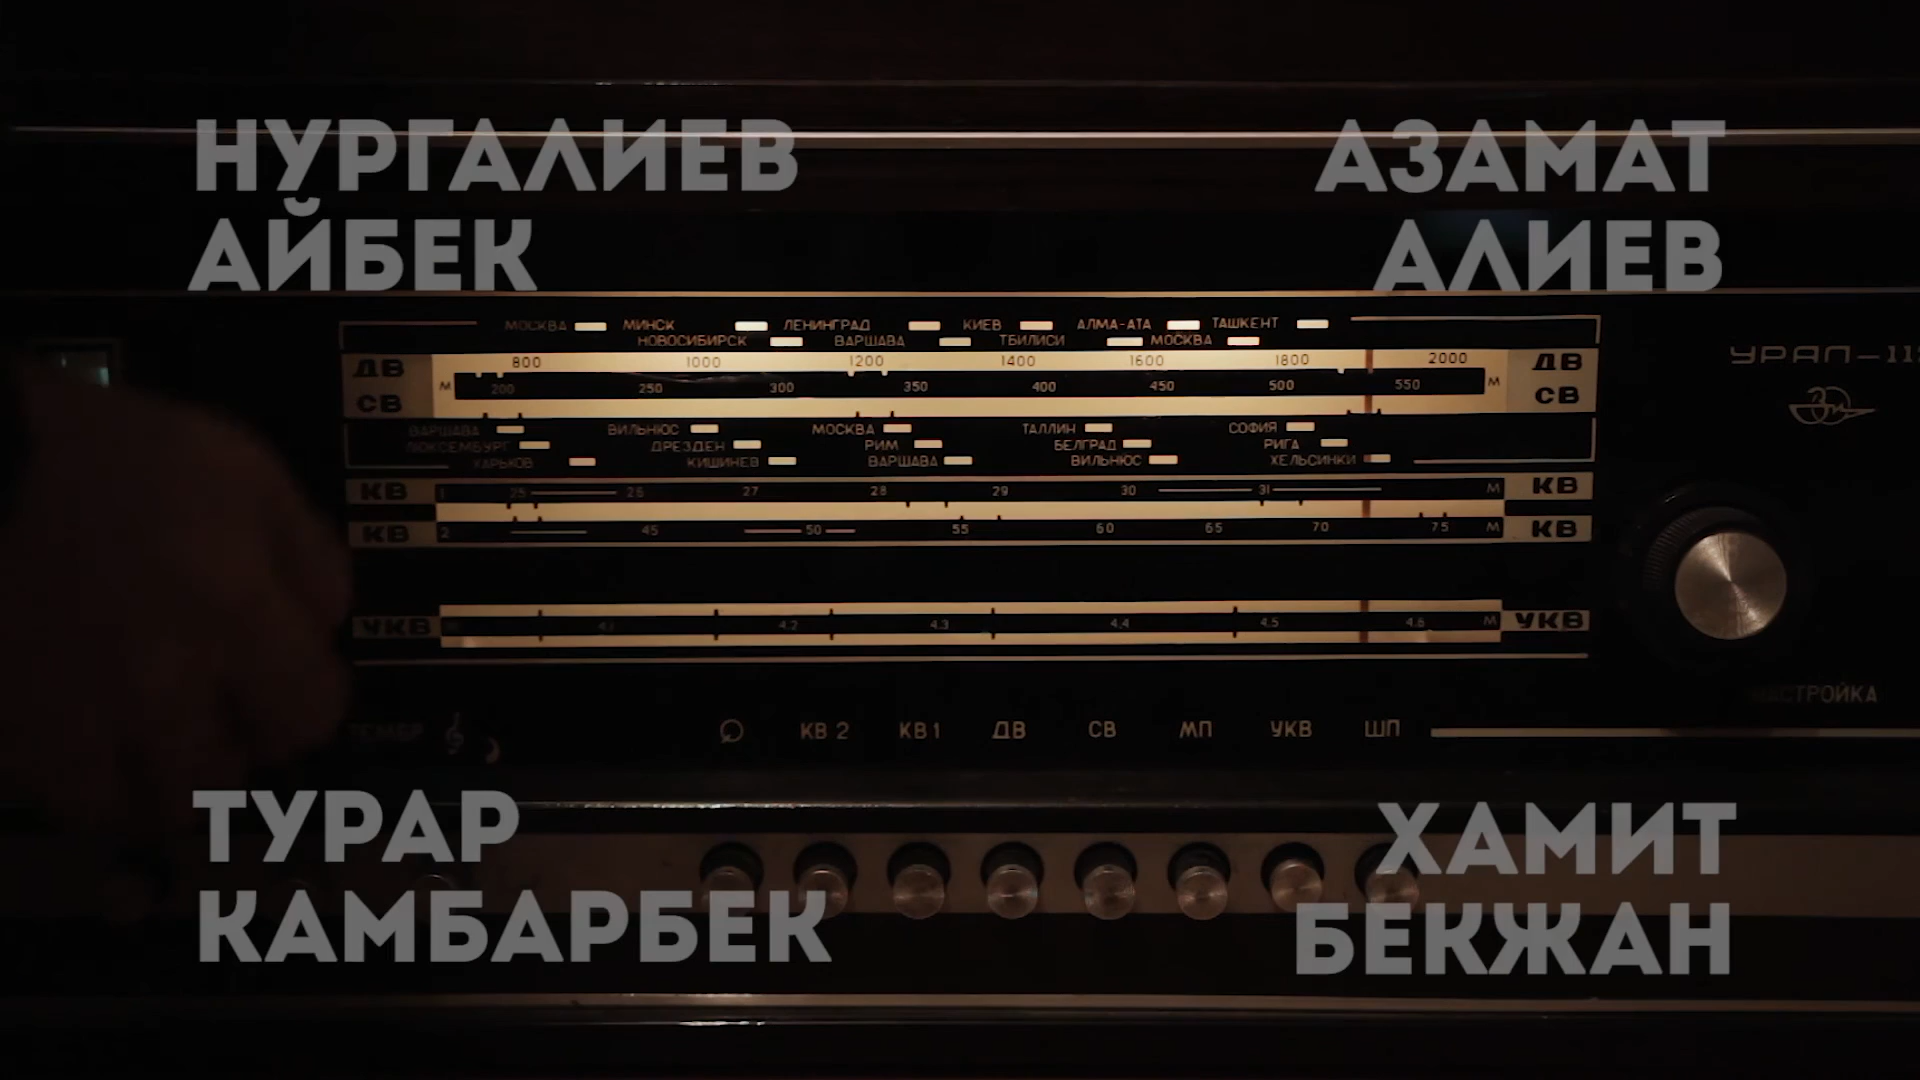 НУРГАЛИЕВ
АЙБЕК
АЗАМАТ
АЛИЕВ
МОСКВА МИНСК ЛЕНИНГРАД КИЕВ АЛМА-АТА ТАШКЕНТ
НОВОСИБИРСК ВАРШАВА ТБИЛИСИ МОСКВА
ДВ 800 1000 1200 1400 1600 1800 2000 ДВ
М 200 250 300 350 400 450 500 550 М
СВ СВ
ВАРШАВА ВИЛЬНЮС МОСКВА ТАЛЛИН СОФИЯ
ЛЮКСЕМБУРГ ДРЕЗДЕН РИМ БЕЛГРАД РИГА
ХАРЬКОВ КИШИНЕВ ВАРШАВА ВИЛЬНЮС ХЕЛЬСИНКИ
КВ 1 25 26 27 28 29 30 31 М КВ
КВ 2 45 50 55 60 65 70 75 М КВ
УКВ 4.1 4.2 4.3 4.4 4.5 4.6 М УКВ
УРАЛ-11
НАСТРОЙКА
ТЕМБР
КВ 2 КВ 1 ДВ СВ МП УКВ ШП
ТУРАР
КАМБАРБЕК
ХАМИТ
БЕКЖАН